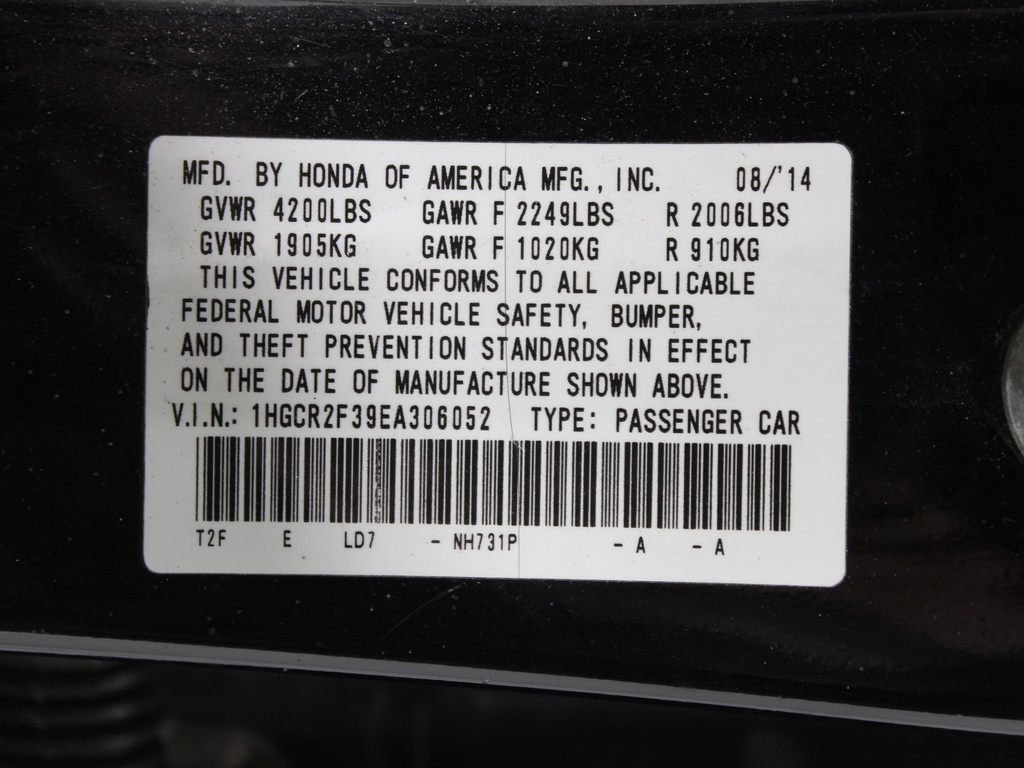 MFD. BY HONDA OF AMERICA MFG., INC. 08/'14
GVWR 4200LBS GAWR F 2249LBS R 2006LBS
GVWR 1905KG GAWR F 1020KG R 910KG
THIS VEHICLE CONFORMS TO ALL APPLICABLE
FEDERAL MOTOR VEHICLE SAFETY, BUMPER,
AND THEFT PREVENTION STANDARDS IN EFFECT
ON THE DATE OF MANUFACTURE SHOWN ABOVE.
V.I.N.: 1HGCR2F39EA306052 TYPE: PASSENGER CAR
T2F E LD7 - NH731P - A - A